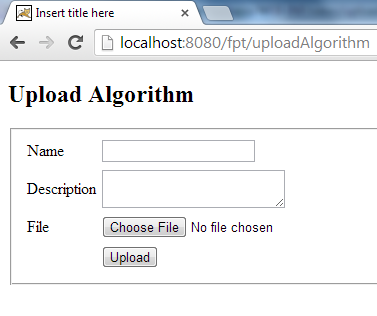 Insert title here
localhost:8080/fpt/uploadAlgorithm
Upload Algorithm
Name
Description
File Choose File No file chosen
Upload